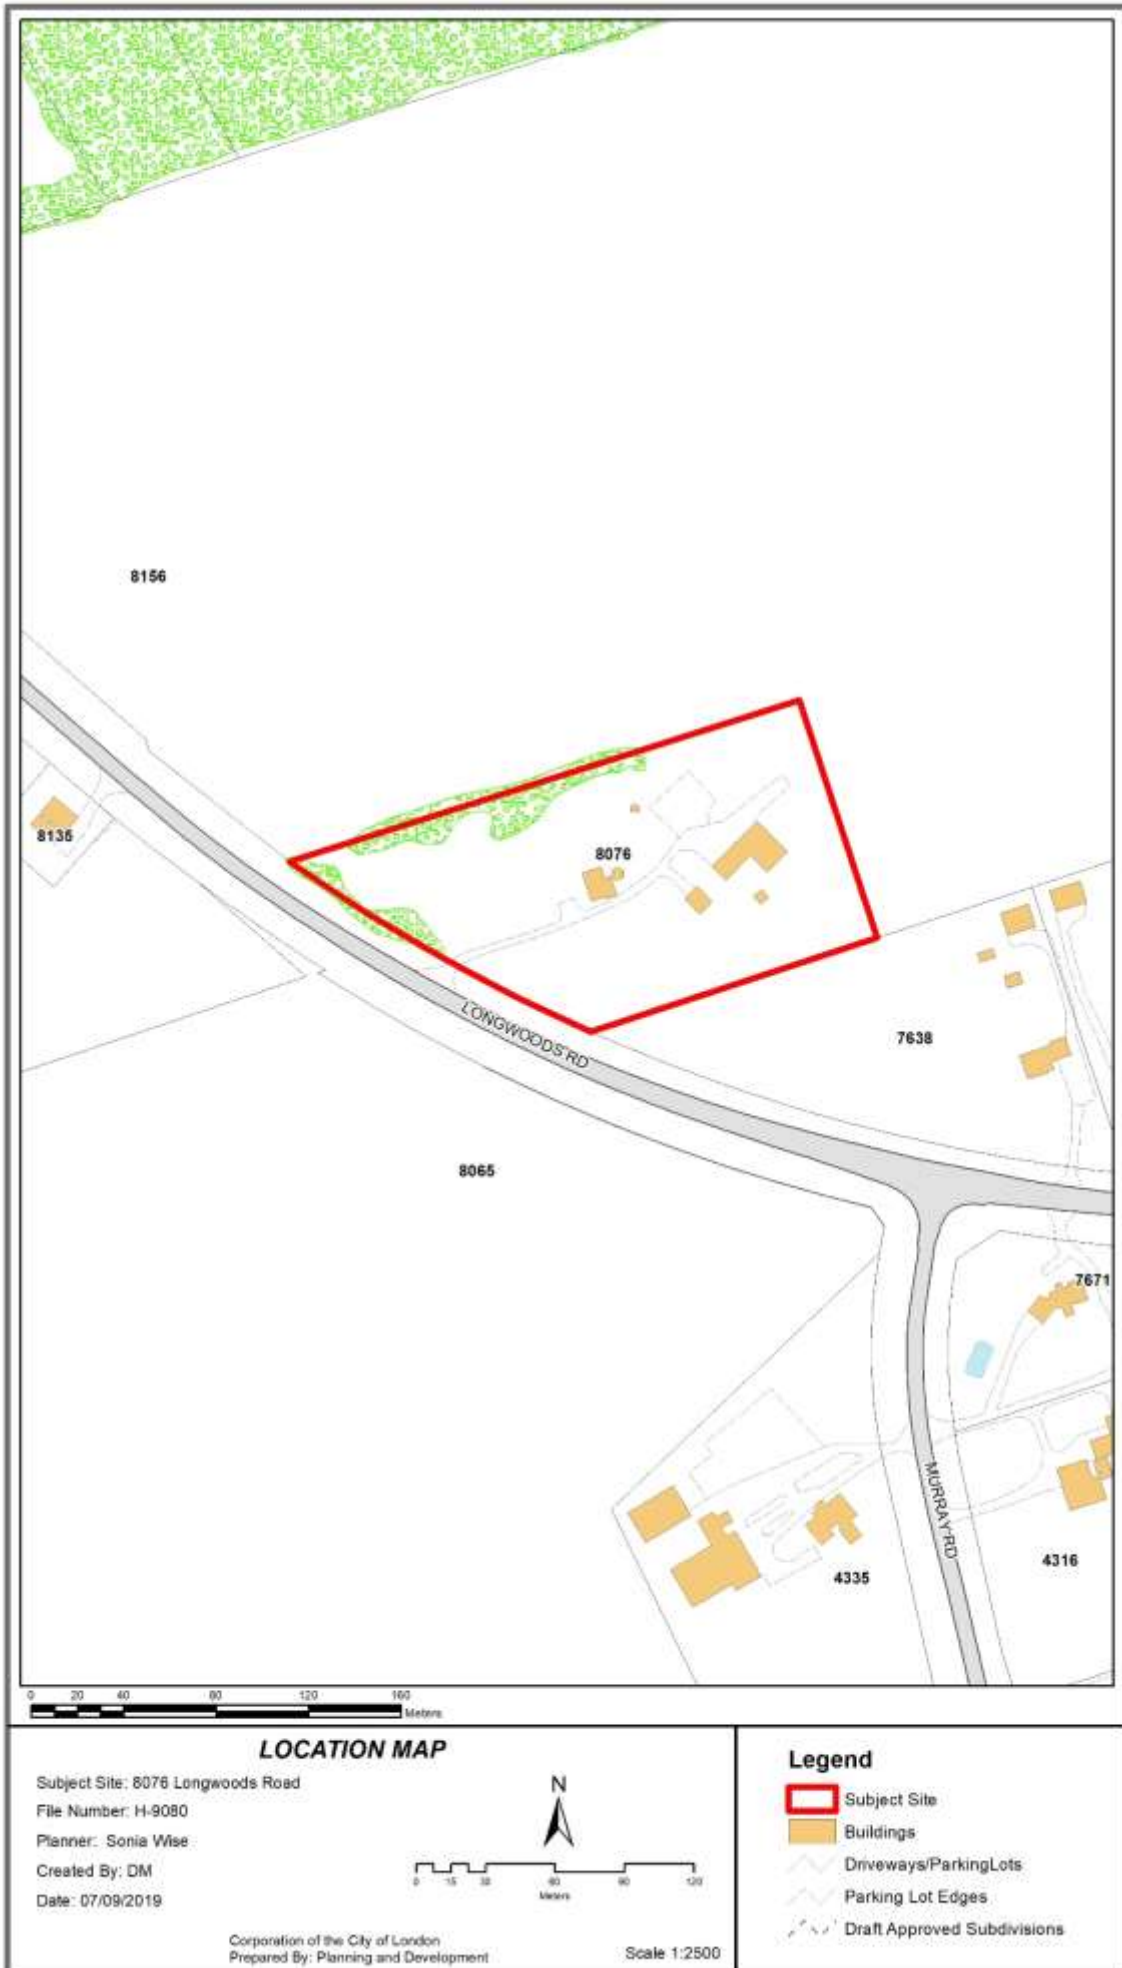 8156
8135
8076
LONGWOODS RD
7638
8065
7671
MURRAY RD
4335
4316
0 20 40 80 120 160
Meters
LOCATION MAP
Subject Site: 8076 Longwoods Road
File Number: H-9080
Planner: Sonia Wise
Created By: DM
Date: 07/09/2019
N
0 15 30 60 90 120
Meters
Corporation of the City of London
Prepared By: Planning and Development
Scale 1:2500
Legend
Subject Site
Buildings
Driveways/ParkingLots
Parking Lot Edges
Draft Approved Subdivisions